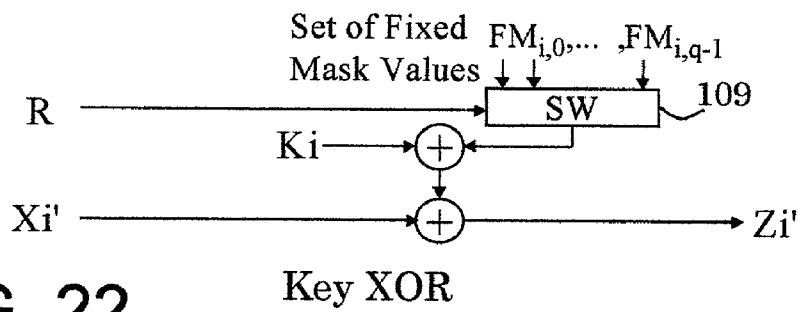 Set of Fixed FM_{i,0},... ,FM_{i,q-1}
Mask Values
R SW 109
Ki +
Xi' + Zi'
Key XOR
G. 22